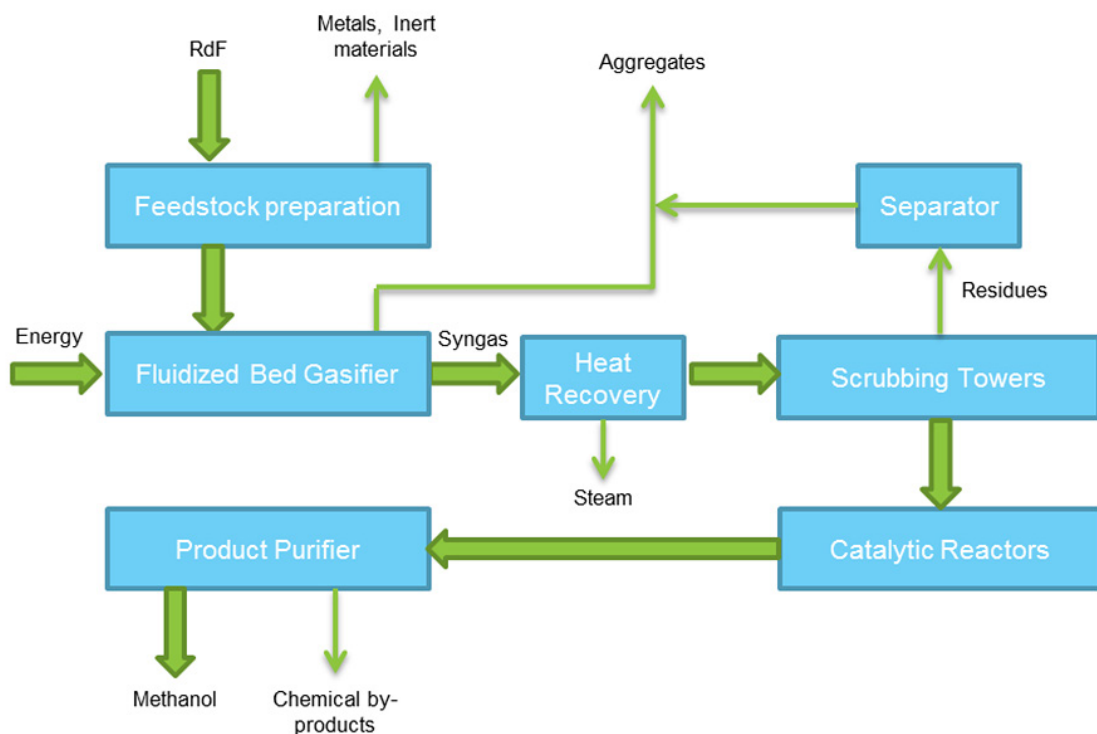 Metals, Inert
materials
RdF
Aggregates
Feedstock preparation
Separator
Residues
Energy
Syngas
Fluidized Bed Gasifier
Heat
Recovery
Scrubbing Towers
Steam
Product Purifier
Catalytic Reactors
Methanol
Chemical by-
products